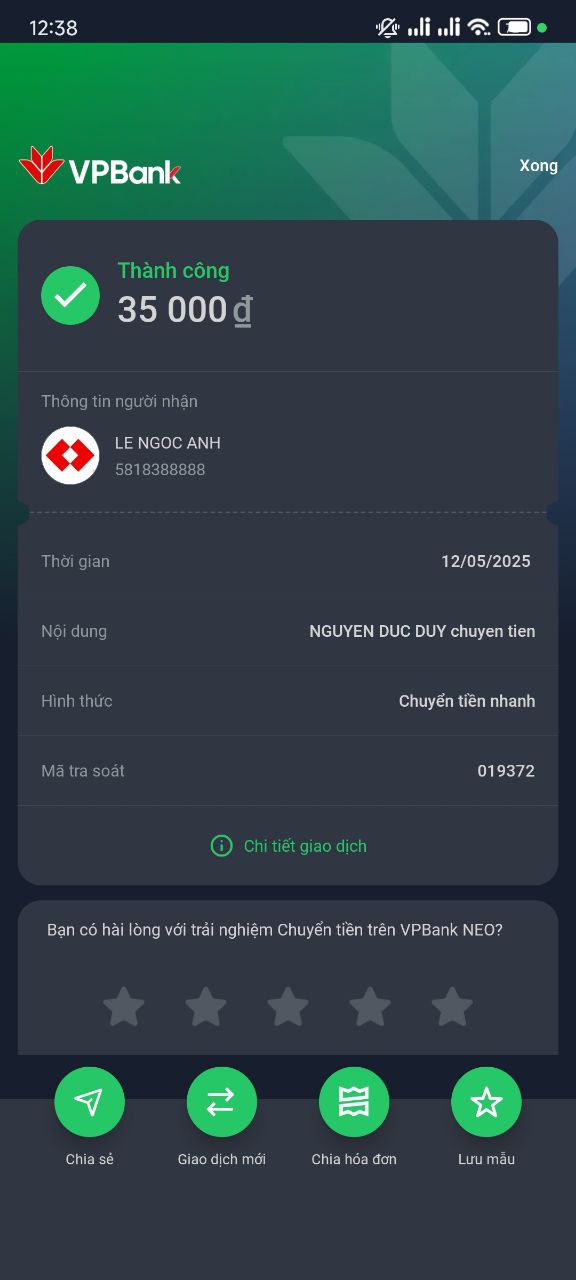 12:38
VPBank
Xong
Thành công
35 000 đ
Thông tin người nhận
LE NGOC ANH
5818388888
Thời gian
12/05/2025
Nội dung
NGUYEN DUC DUY chuyen tien
Hình thức
Chuyển tiền nhanh
Mã tra soát
019372
Chi tiết giao dịch
Bạn có hài lòng với trải nghiệm Chuyển tiền trên VPBank NEO?
Chia sẻ
Giao dịch mới
Chia hóa đơn
Lưu mẫu